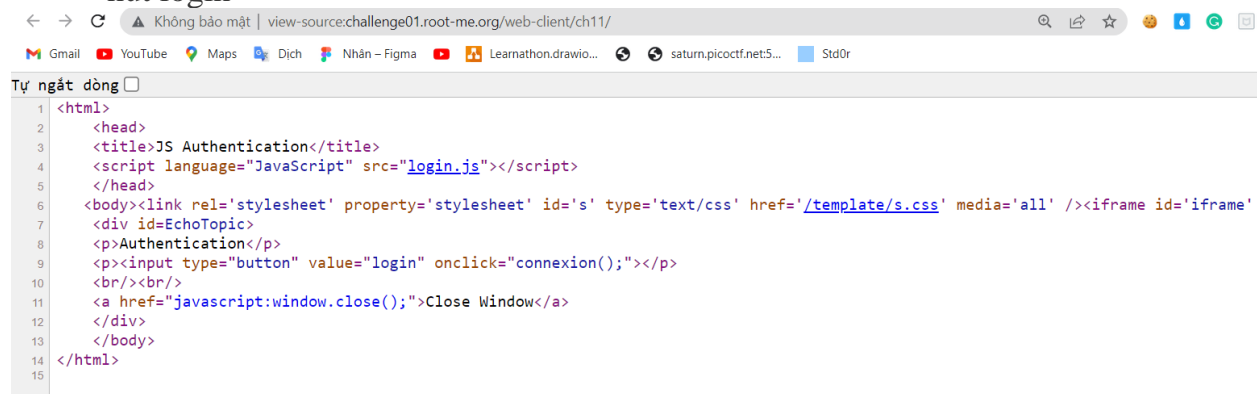 Không bảo mật | view-source:challenge01.root-me.org/web-client/ch11/
Gmail YouTube Maps Dịch Nhân – Figma Learnathon.drawio... saturn.picoctf.net:5... Std0r
Tự ngắt dòng
1 <html>
2 <head>
3 <title>JS Authentication</title>
4 <script language="JavaScript" src="login.js"></script>
5 </head>
6 <body><link rel='stylesheet' property='stylesheet' id='s' type='text/css' href='/template/s.css' media='all' /><iframe id='iframe'
7 <div id=EchoTopic>
8 <p>Authentication</p>
9 <p><input type="button" value="login" onclick="connexion();"></p>
10 <br/><br/>
11 <a href="javascript:window.close();">Close Window</a>
12 </div>
13 </body>
14 </html>
15